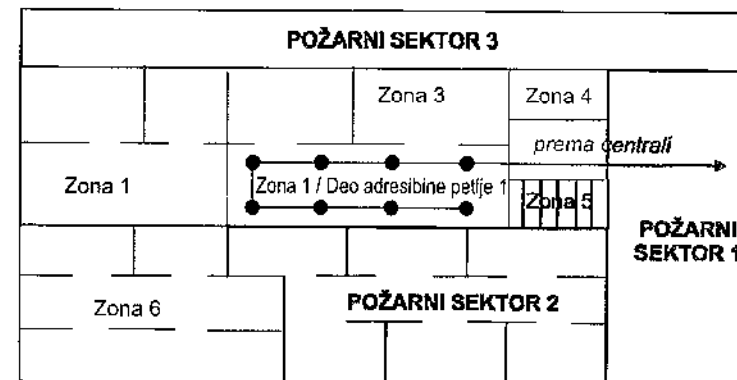 POŽARNI SEKTOR 3
Zona 3
Zona 4
prema centrali
Zona 1
Zona 1 / Deo adresibine petlje 1
Zona 5
POŽARNI
SEKTOR 1
Zona 6
POŽARNI SEKTOR 2